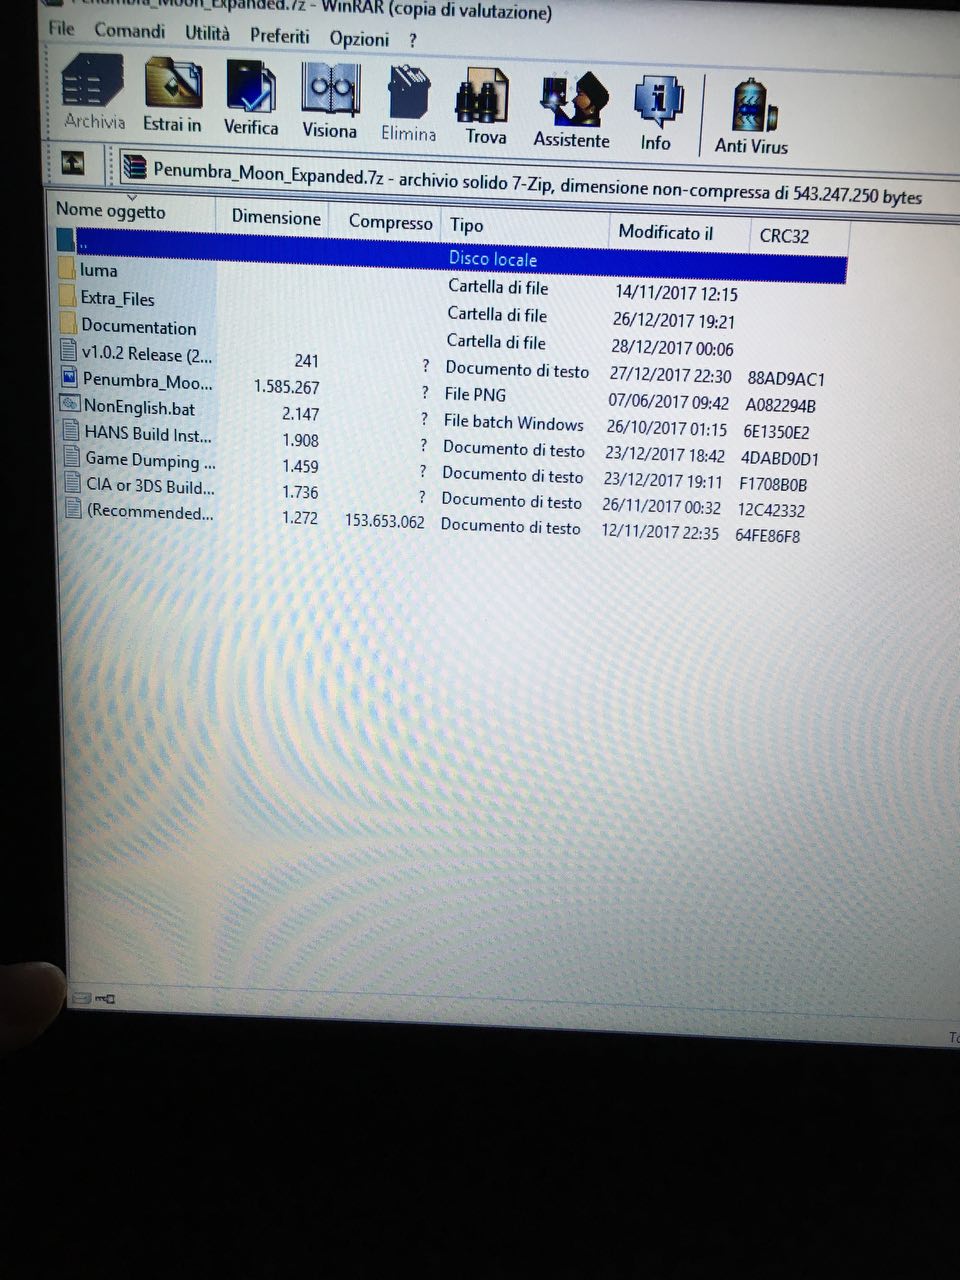 Penumbra_Moon_Expanded.7z - WinRAR (copia di valutazione)
File Comandi Utilità Preferiti Opzioni ?
Archivia Estrai in Verifica Visiona Elimina Trova Assistente Info Anti Virus
Penumbra_Moon_Expanded.7z - archivio solido 7-Zip, dimensione non-compressa di 543.247.250 bytes
Nome oggetto Dimensione Compresso Tipo Modificato il CRC32
.. Disco locale
luma Cartella di file 14/11/2017 12:15
Extra_Files Cartella di file 26/12/2017 19:21
Documentation Cartella di file 28/12/2017 00:06
v1.0.2 Release (2... 241 ? Documento di testo 27/12/2017 22:30 88AD9AC1
Penumbra_Moo... 1.585.267 ? File PNG 07/06/2017 09:42 A082294B
NonEnglish.bat 2.147 ? File batch Windows 26/10/2017 01:15 6E1350E2
HANS Build Inst... 1.908 ? Documento di testo 23/12/2017 18:42 4DABD0D1
Game Dumping ... 1.459 ? Documento di testo 23/12/2017 19:11 F1708B0B
CIA or 3DS Build... 1.736 ? Documento di testo 26/11/2017 00:32 12C42332
(Recommended... 1.272 153.653.062 Documento di testo 12/11/2017 22:35 64FE86F8